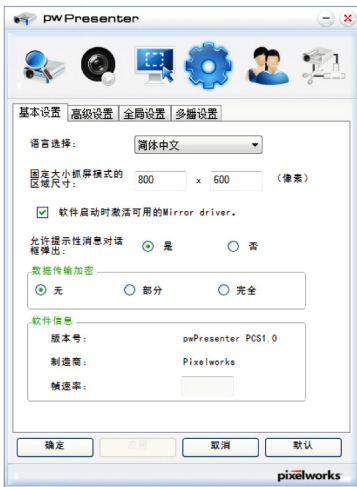 pwPresenter
基本设置 高级设置 全局设置 多播设置
语言选择: 简体中文
固定大小抓屏模式的
区域尺寸: 800 x 600 (像素)
软件启动时激活可用的Mirror driver。
允许提示性消息对话
框弹出: 是 否
数据传输加密
无 部分 完全
软件信息
版本号: pwPresenter PCS1.0
制造商: Pixelworks
帧速率:
确定 应用 取消 默认
pixelworks